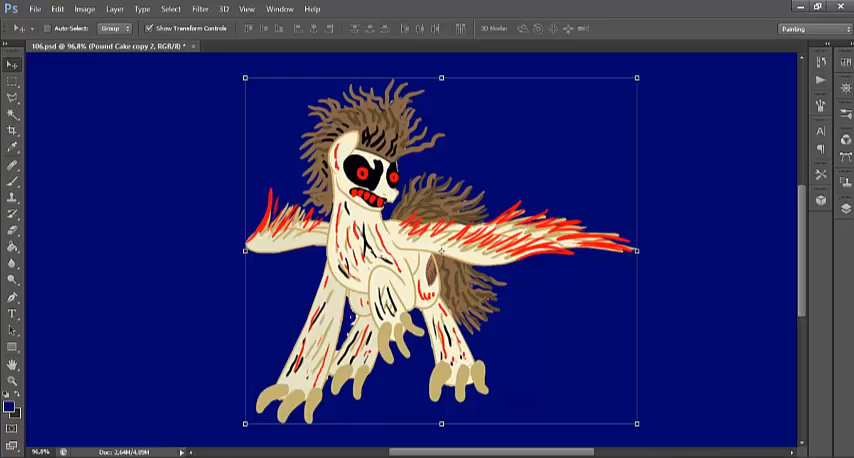 Ps File Edit Image Layer Type Select Filter 3D View Window Help
Auto-Select: Group Show Transform Controls 3D Mode: Painting
106.psd @ 96,8% (Pound Cake copy 2, RGB/8) * ×
96,8% Doc: 2,64M/4,09M